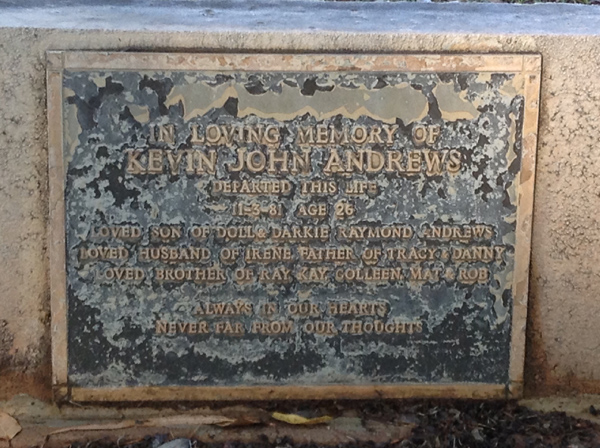 IN LOVING MEMORY OF
KEVIN JOHN ANDREWS
DEPARTED THIS LIFE
11-3-81 AGE 26
LOVED SON OF DOLL & DARKIE RAYMOND ANDREWS
LOVED HUSBAND OF IRENE, FATHER OF TRACY & DANNY
LOVED BROTHER OF RAY, KAY, COLLEEN, MAT & ROB
ALWAYS IN OUR HEARTS
NEVER FAR FROM OUR THOUGHTS